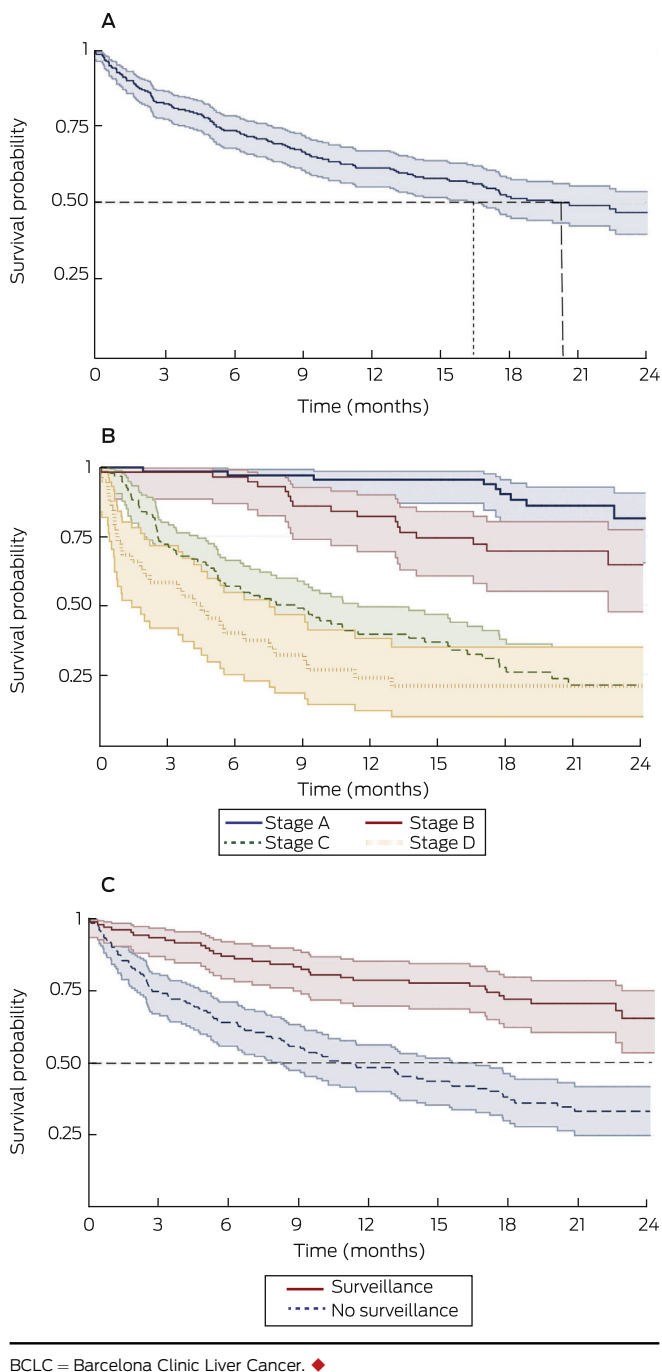 A
Survival probability
1
0.75
0.50
0.25
0 3 6 9 12 15 18 21 24
Time (months)
B
Survival probability
1
0.75
0.50
0.25
0 3 6 9 12 15 18 21 24
Time (months)
Stage A Stage B
Stage C Stage D
C
Survival probability
1
0.75
0.50
0.25
0 3 6 9 12 15 18 21 24
Time (months)
Surveillance
No surveillance
BCLC = Barcelona Clinic Liver Cancer. ◆